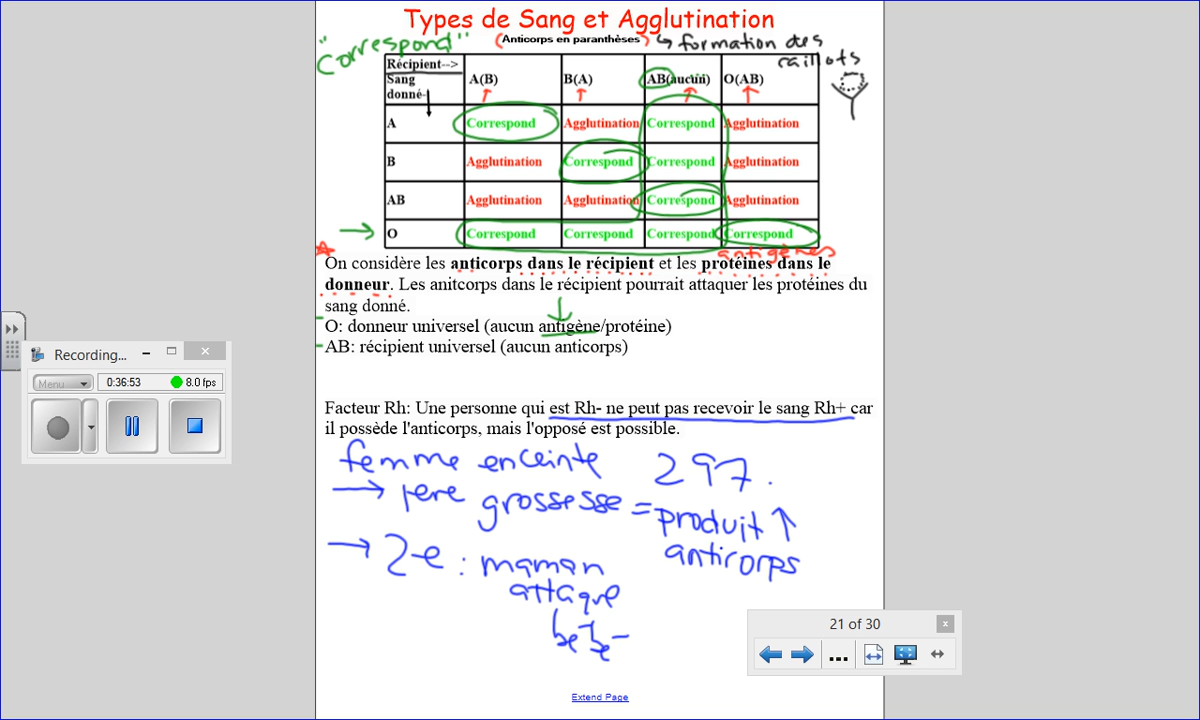 Types de Sang et Agglutination
"Correspond"
(Anticorps en paranthèses) ↳ formation des caillots
Récipient-->
Sang donné
A(B) B(A) AB(aucun) O(AB)
A Correspond Agglutination Correspond Agglutination
B Agglutination Correspond Correspond Agglutination
AB Agglutination Agglutination Correspond Agglutination
→ O Correspond Correspond Correspond Correspond
antigènes
On considère les anticorps dans le récipient et les protéines dans le
donneur. Les anitcorps dans le récipient pourrait attaquer les protéines du
sang donné.
O: donneur universel (aucun antigène/protéine)
AB: récipient universel (aucun anticorps)
Recording...
Menu 0:36:53 8.0 fps
Facteur Rh: Une personne qui est Rh- ne peut pas recevoir le sang Rh+ car
il possède l'anticorps, mais l'opposé est possible.
femme enceinte 297.
→ 1ere grossesse = produit ↑
anticorps
→ 2e : maman
attaque
bébé
21 of 30
Extend Page